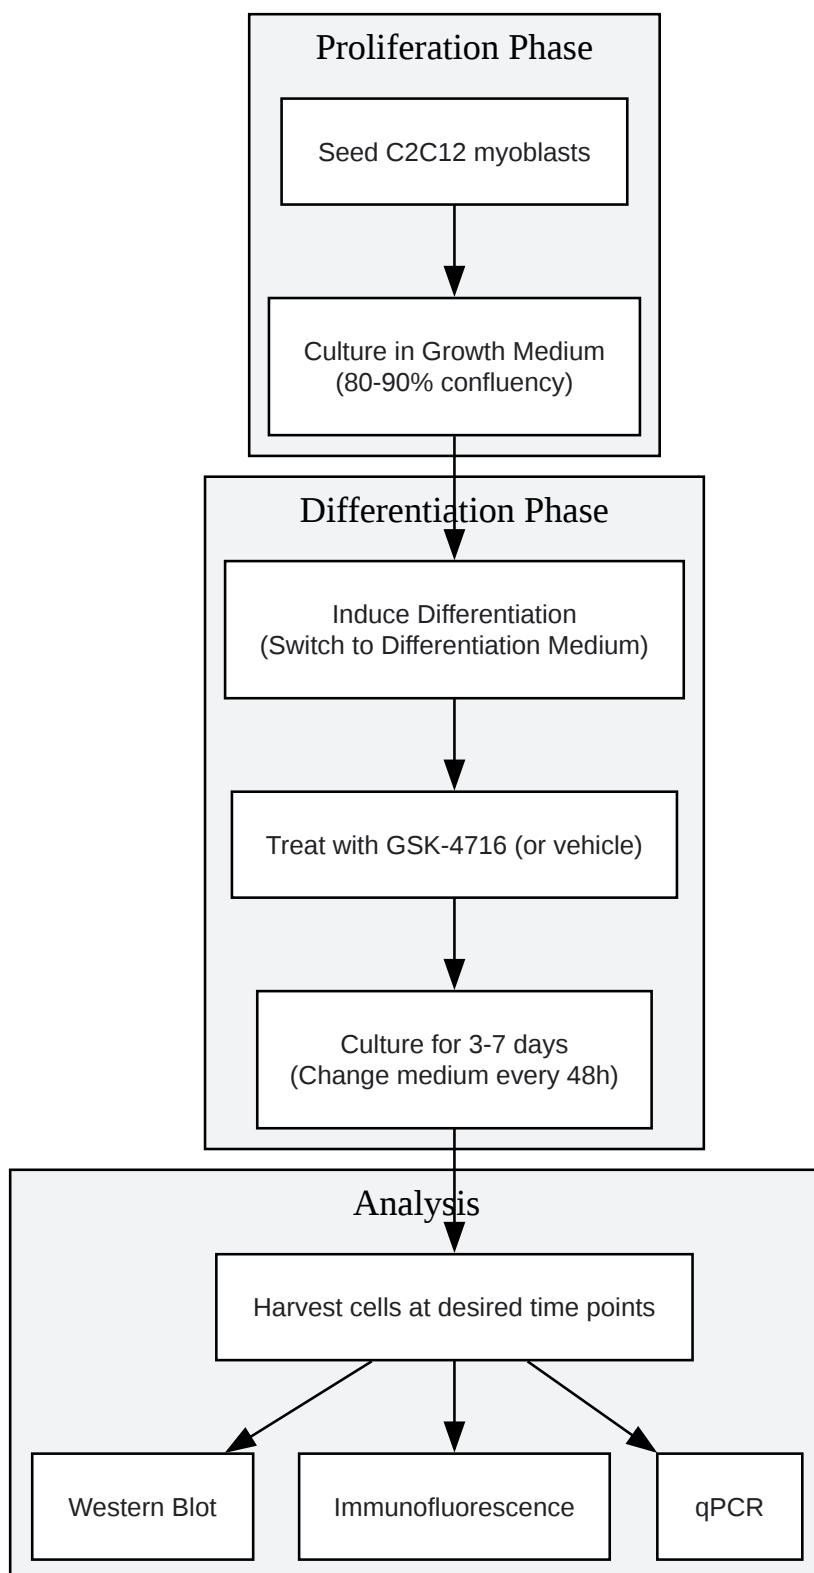 Proliferation Phase
Seed C2C12 myoblasts
Culture in Growth Medium
(80-90% confluency)
Differentiation Phase
Induce Differentiation
(Switch to Differentiation Medium)
Treat with GSK-4716 (or vehicle)
Culture for 3-7 days
(Change medium every 48h)
Analysis
Harvest cells at desired time points
Western Blot
Immunofluorescence
qPCR